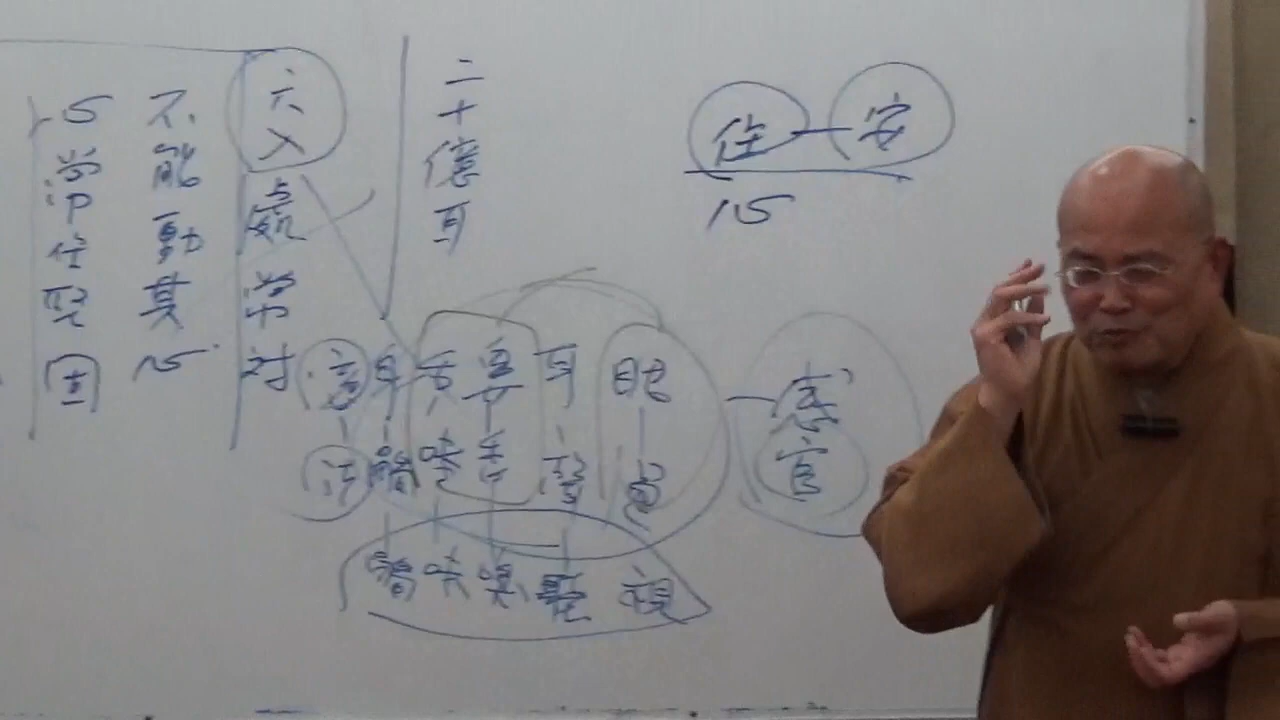 住—安
心
二十億耳
六入處常對
不能動其心
心常住堅固
感官
眼—色
視
耳—聲
聽
鼻—香
嗅
舌—味
味
身—觸
觸
意—法